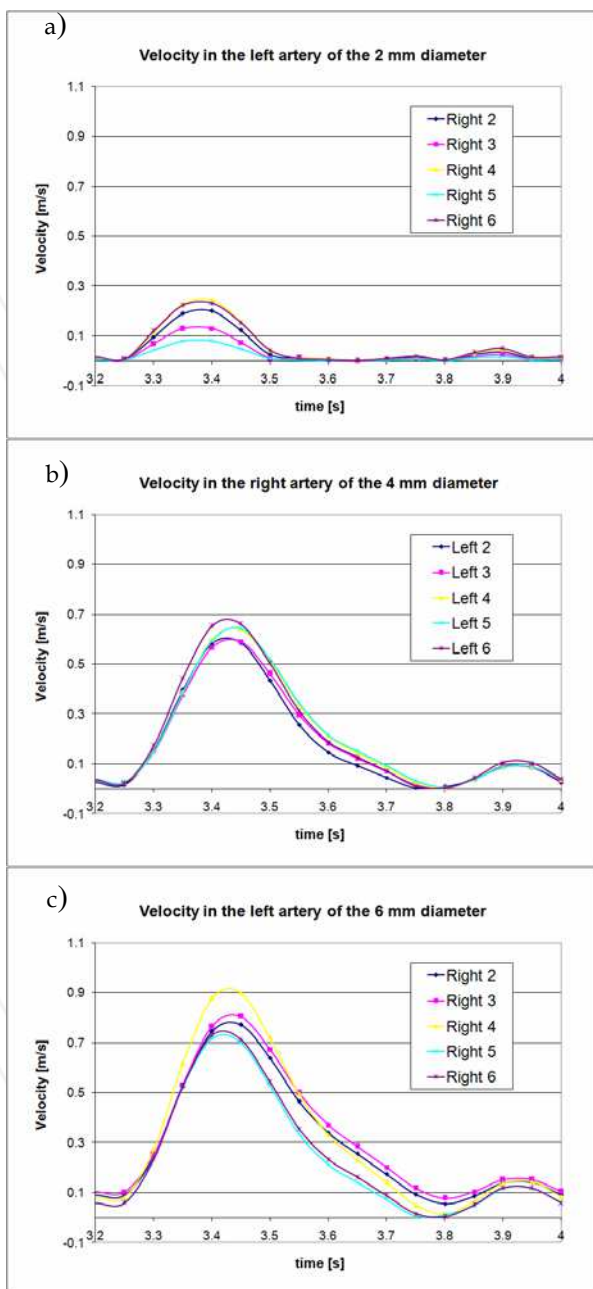 a)
Velocity in the left artery of the 2 mm diameter
1.1
0.9
0.7
0.5
0.3
0.1
-0.1
Velocity [m/s]
Right 2
Right 3
Right 4
Right 5
Right 6
3.2 3.3 3.4 3.5 3.6 3.7 3.8 3.9 4
time [s]
b)
Velocity in the right artery of the 4 mm diameter
1.1
0.9
0.7
0.5
0.3
0.1
-0.1
Velocity [m/s]
Left 2
Left 3
Left 4
Left 5
Left 6
3.2 3.3 3.4 3.5 3.6 3.7 3.8 3.9 4
time [s]
c)
Velocity in the left artery of the 6 mm diameter
1.1
0.9
0.7
0.5
0.3
0.1
-0.1
Velocity [m/s]
Right 2
Right 3
Right 4
Right 5
Right 6
3.2 3.3 3.4 3.5 3.6 3.7 3.8 3.9 4
time [s]